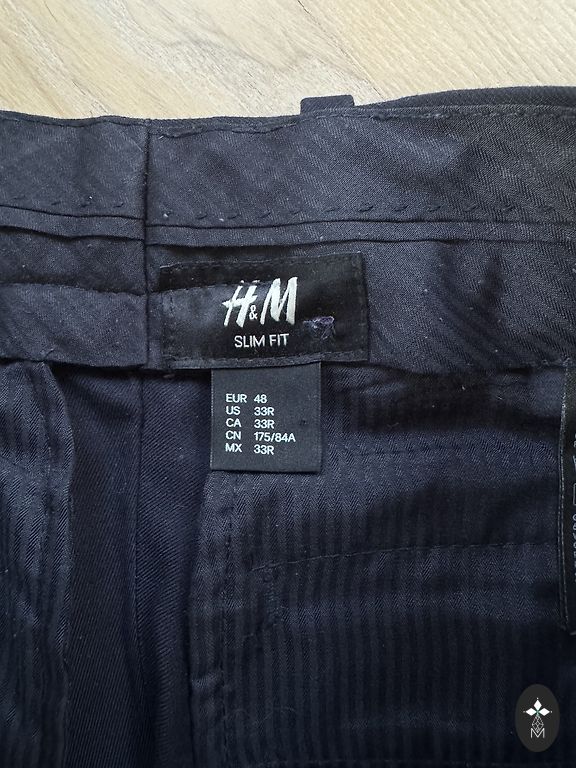 H&M
SLIM FIT
EUR 48
US 33R
CA 33R
CN 175/84A
MX 33R
M